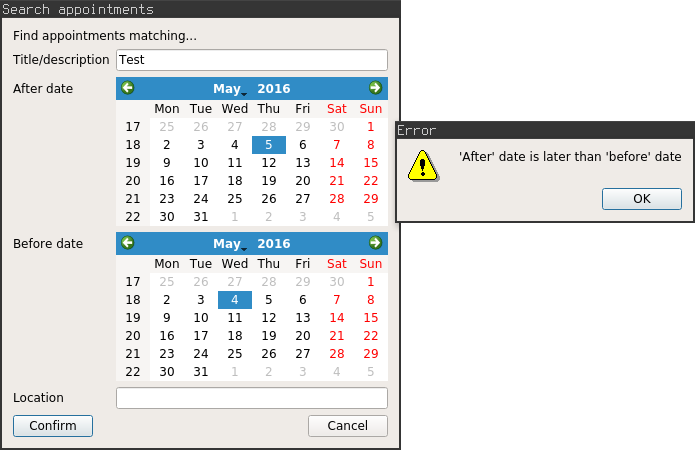 Search appointments
Find appointments matching...
Title/description Test
After date
May 2016
Mon Tue Wed Thu Fri Sat Sun
17 25 26 27 28 29 30 1
18 2 3 4 5 6 7 8
19 9 10 11 12 13 14 15
20 16 17 18 19 20 21 22
21 23 24 25 26 27 28 29
22 30 31 1 2 3 4 5
Before date
May 2016
Mon Tue Wed Thu Fri Sat Sun
17 25 26 27 28 29 30 1
18 2 3 4 5 6 7 8
19 9 10 11 12 13 14 15
20 16 17 18 19 20 21 22
21 23 24 25 26 27 28 29
22 30 31 1 2 3 4 5
Location
Confirm Cancel
Error
'After' date is later than 'before' date
OK